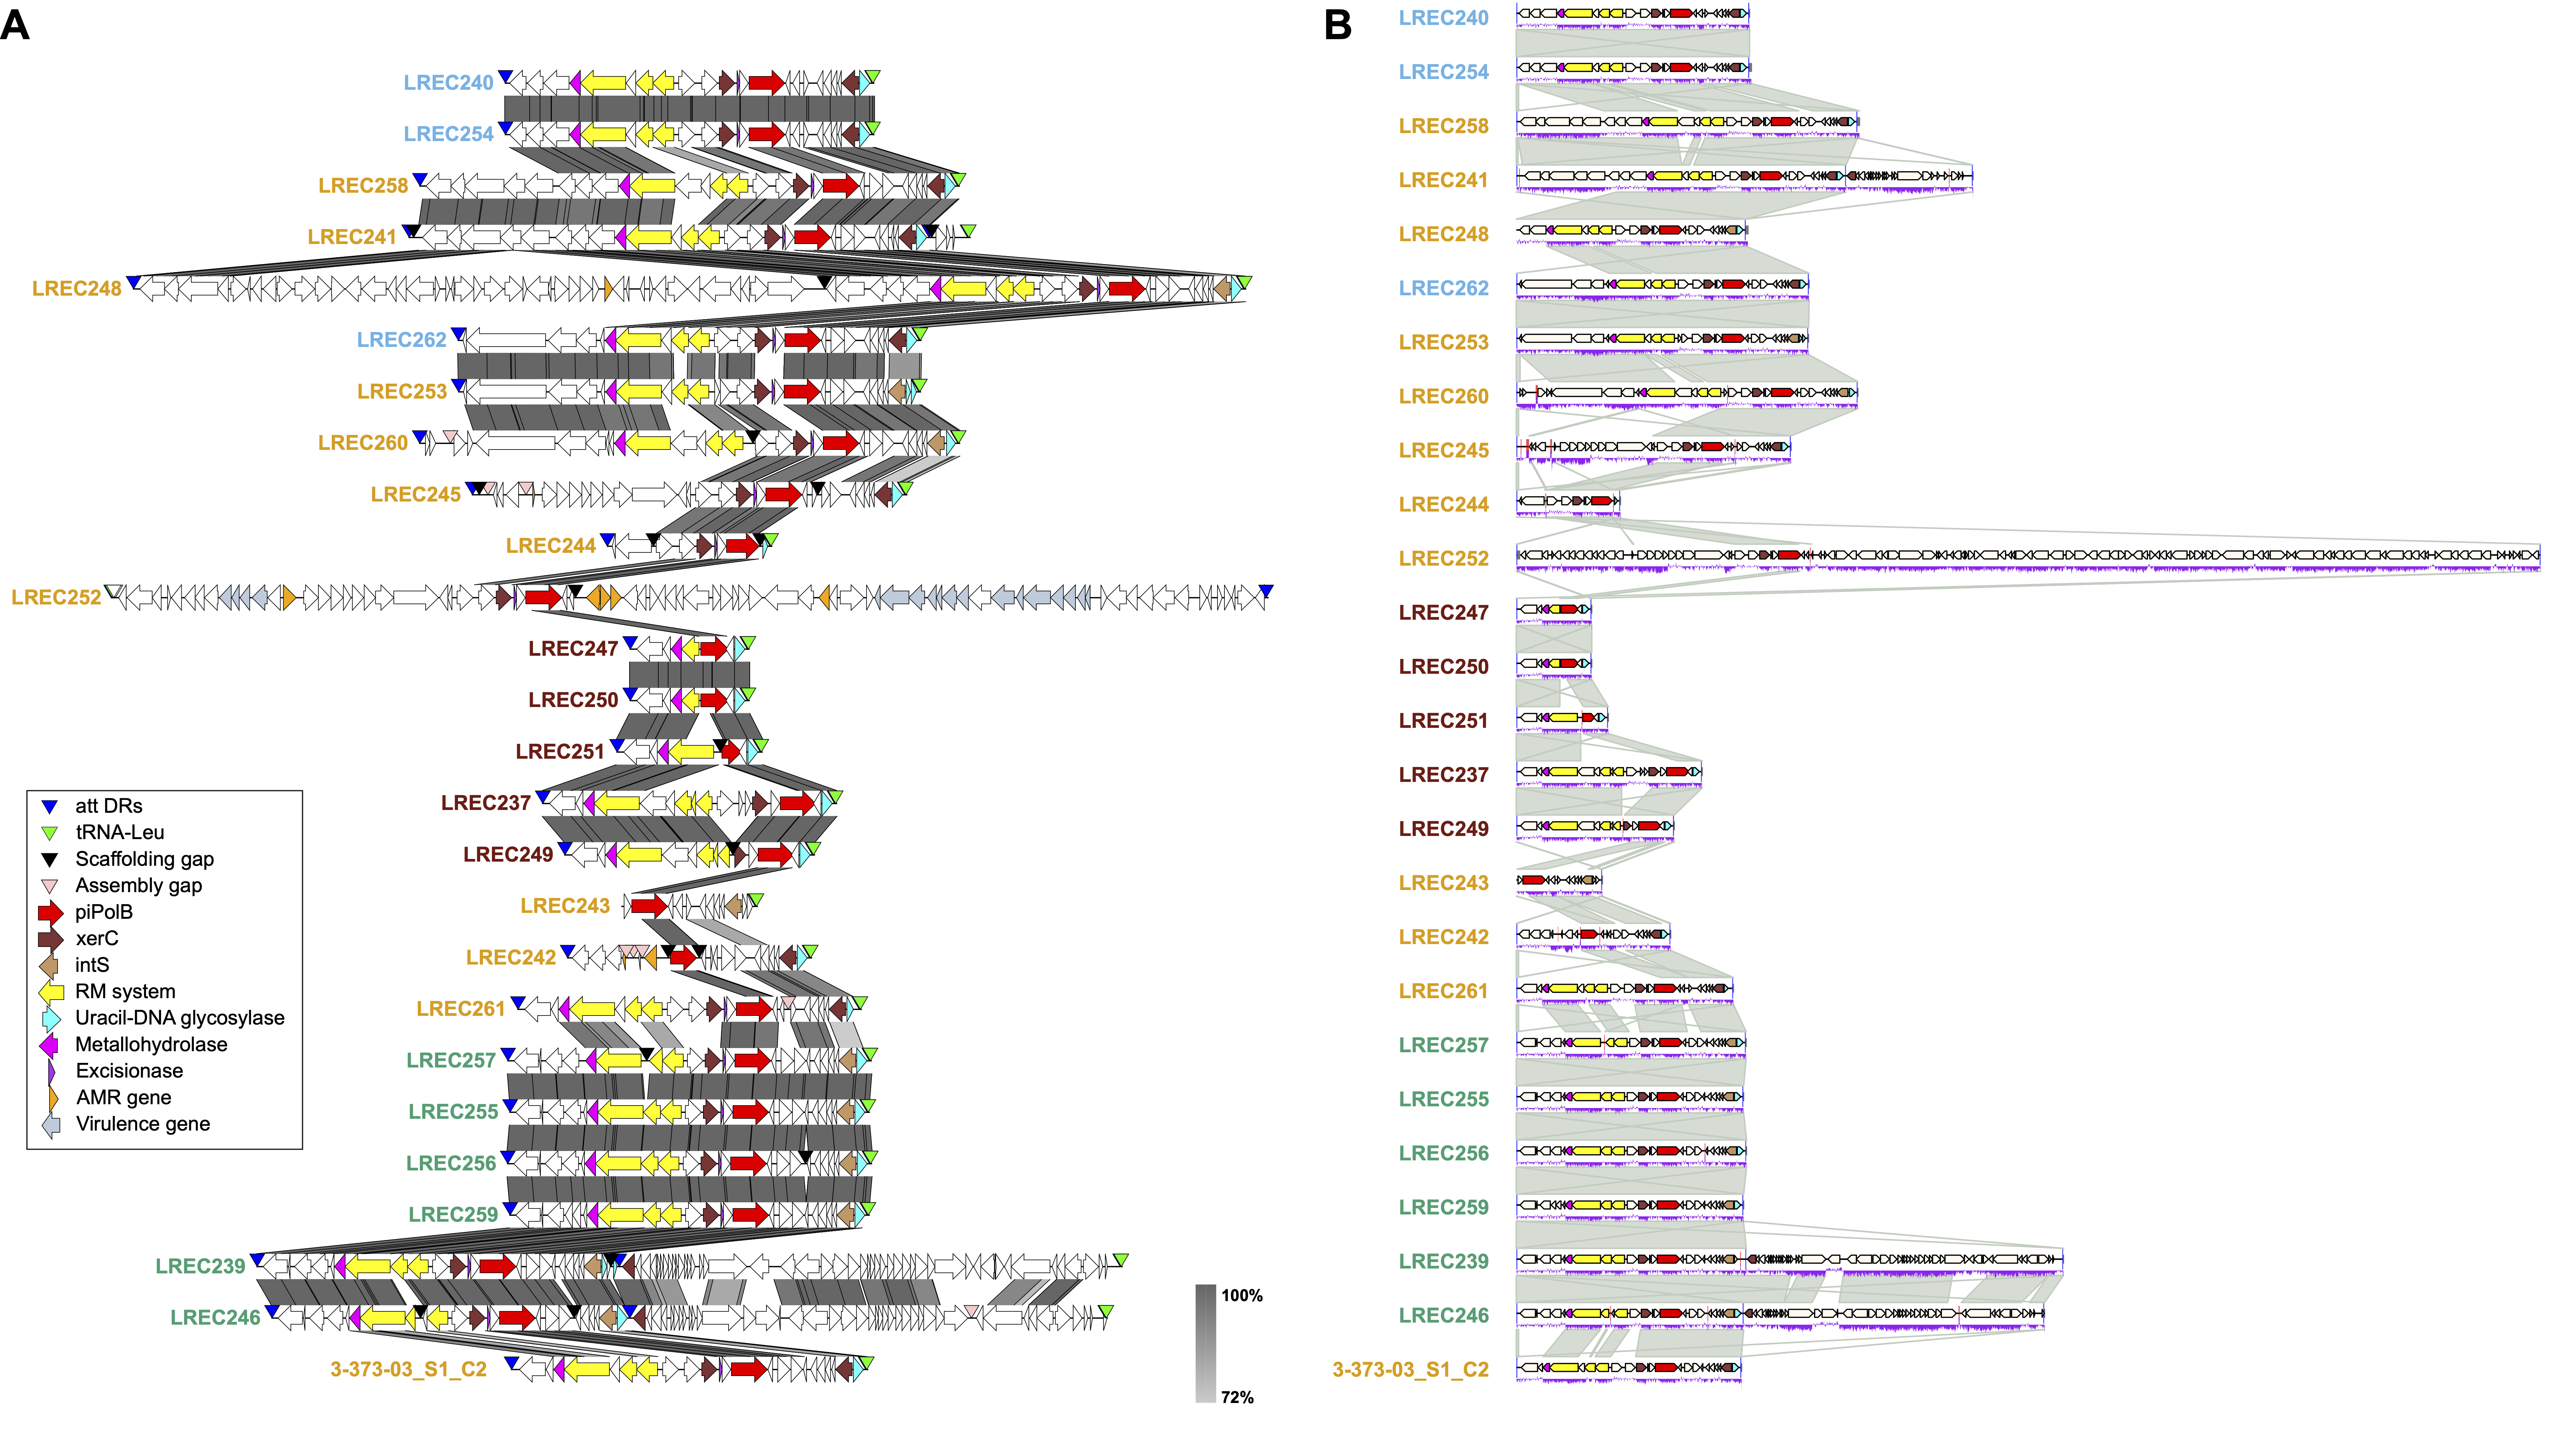 A
LREC240
LREC254
LREC258
LREC241
LREC248
LREC262
LREC253
LREC260
LREC245
LREC244
LREC252
LREC247
LREC250
LREC251
LREC237
LREC249
LREC243
LREC242
LREC261
LREC257
LREC255
LREC256
LREC259
LREC239
LREC246
3-373-03_S1_C2
att DRs
tRNA-Leu
Scaffolding gap
Assembly gap
piPolB
xerC
intS
RM system
Uracil-DNA glycosylase
Metallohydrolase
Excisionase
AMR gene
Virulence gene
100%
72%
B
LREC240
LREC254
LREC258
LREC241
LREC248
LREC262
LREC253
LREC260
LREC245
LREC244
LREC252
LREC247
LREC250
LREC251
LREC237
LREC249
LREC243
LREC242
LREC261
LREC257
LREC255
LREC256
LREC259
LREC239
LREC246
3-373-03_S1_C2